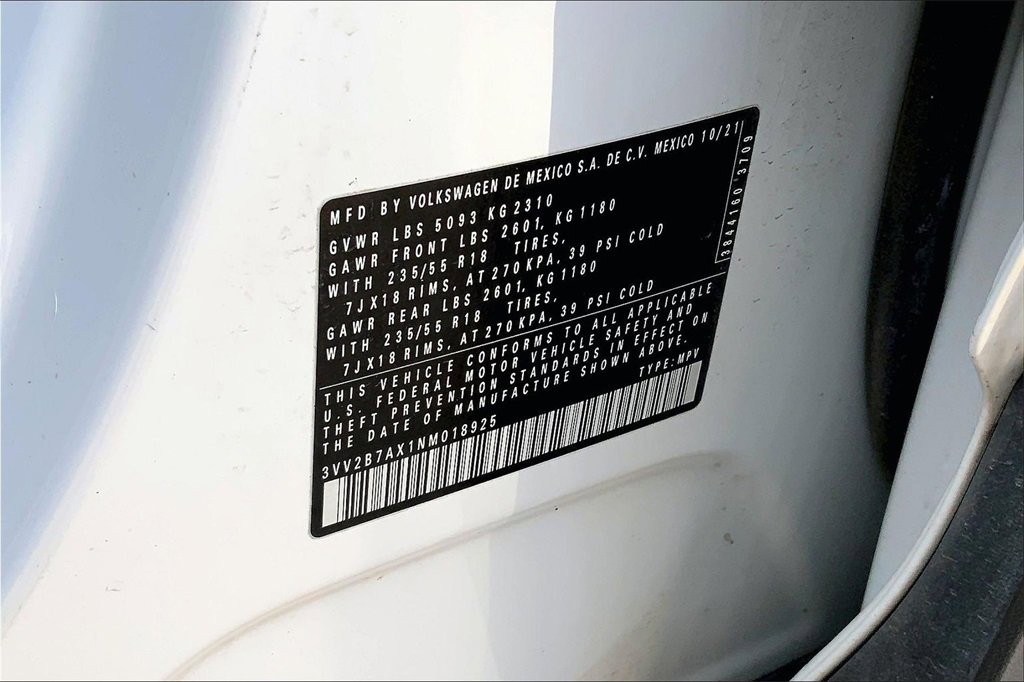 MFD BY VOLKSWAGEN DE MEXICO S.A. DE C.V. MEXICO 10/21
GVWR LBS 5093 KG 2310
GAWR FRONT LBS 2601, KG 1180
WITH 235/55 R18 TIRES,
7JX18 RIMS, AT 270 KPA, 39 PSI COLD
GAWR REAR LBS 2601, KG 1180
WITH 235/55 R18 TIRES,
7JX18 RIMS, AT 270 KPA, 39 PSI COLD
3844160/3709
THIS VEHICLE CONFORMS TO ALL APPLICABLE
U.S. FEDERAL MOTOR VEHICLE SAFETY AND
THEFT PREVENTION STANDARDS IN EFFECT ON
THE DATE OF MANUFACTURE SHOWN ABOVE.
3VV2B7AX1NM018925 TYPE: MPV